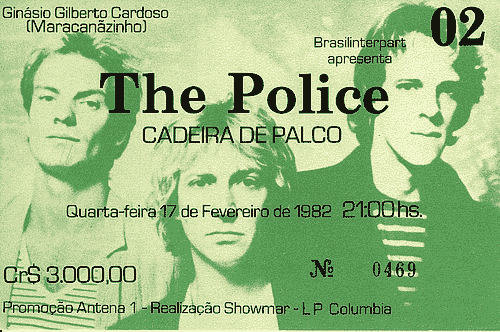 Ginásio Gilberto Cardoso
(Maracanãzinho)
02
Brasilinterpart
apresenta
The Police
CADEIRA DE PALCO
Quarta-feira 17 de Fevereiro de 1982 21:00 hs.
Cr$ 3.000,00
№ 0469
Promoção Antena 1 - Realização Showmar - LP Columbia